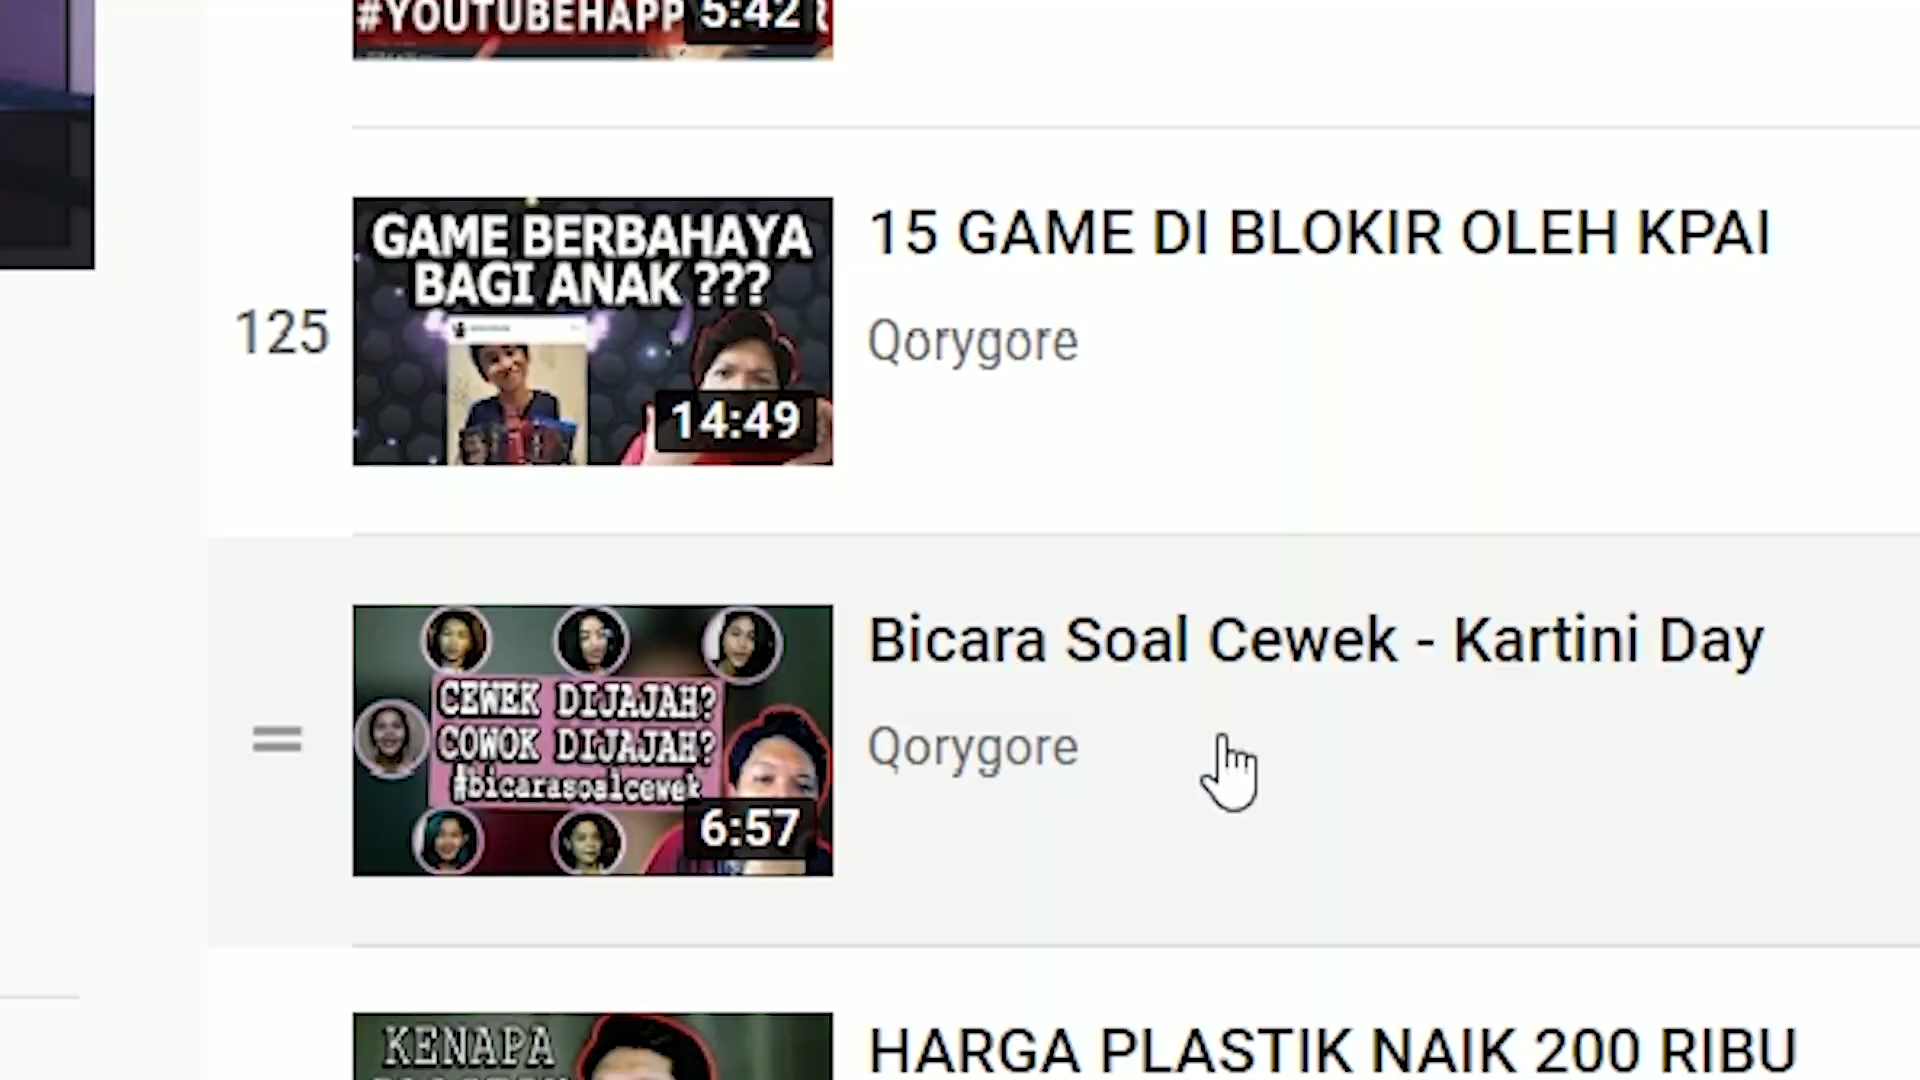 #YOUTUBEHAPP
5:42
R
125
GAME BERBAHAYA
BAGI ANAK ???
14:49
15 GAME DI BLOKIR OLEH KPAI
Qorygore
CEWEK DIJAJAH?
COWOK DIJAJAH?
#bicarasoalcewek
6:57
Bicara Soal Cewek - Kartini Day
Qorygore
KENAPA
HARGA PLASTIK NAIK 200 RIBU